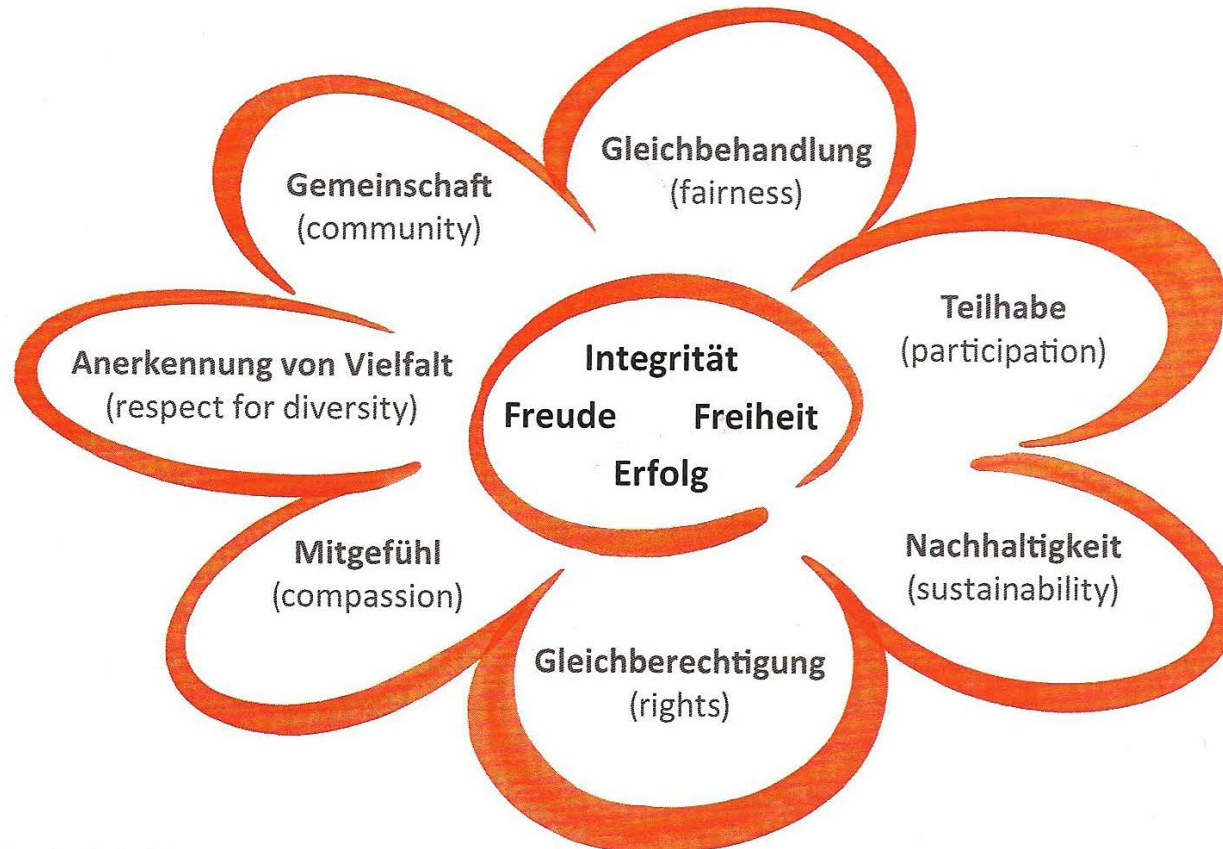 Gleichbehandlung
(fairness)
Gemeinschaft
(community)
Teilhabe
(participation)
Anerkennung von Vielfalt
(respect for diversity)
Integrität
Freude Freiheit
Erfolg
Mitgefühl
(compassion)
Nachhaltigkeit
(sustainability)
Gleichberechtigung
(rights)